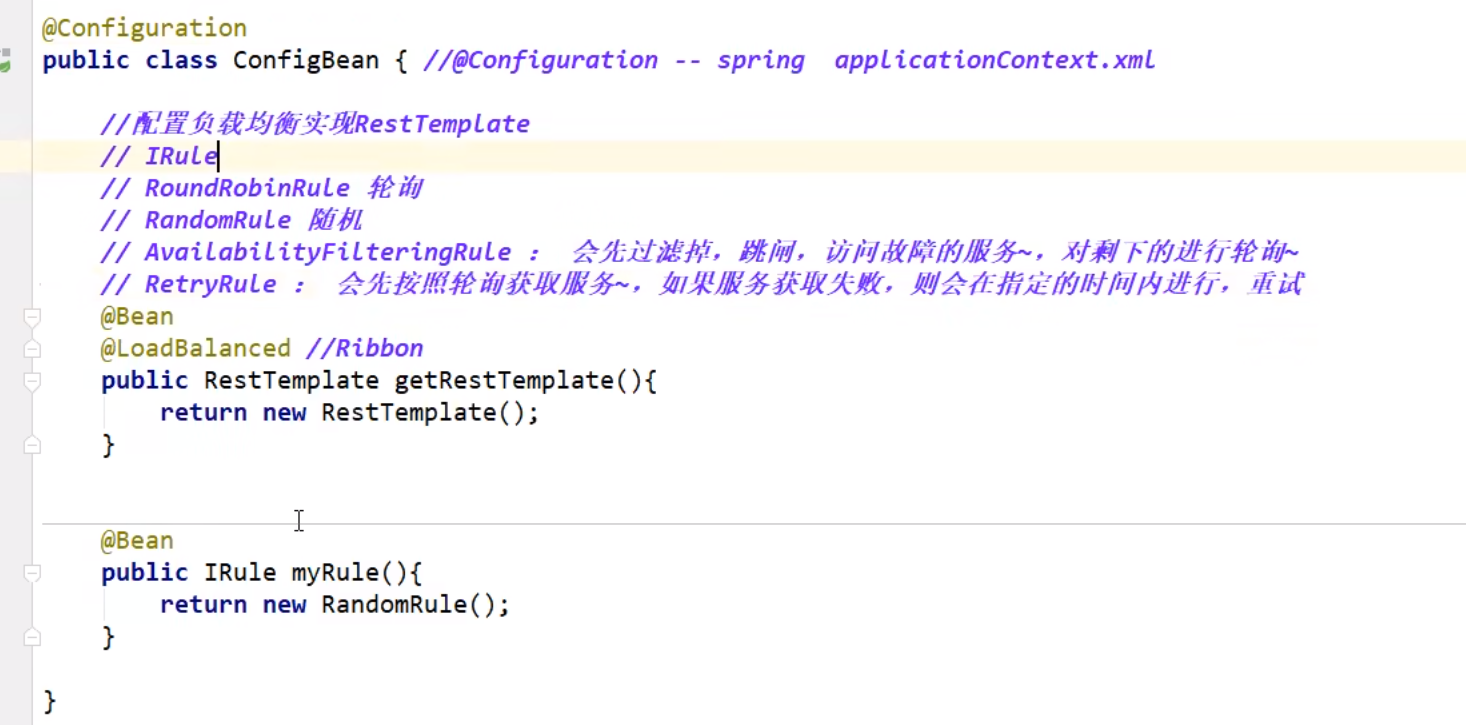 @Configuration
public class ConfigBean { //@Configuration -- spring  applicationContext.xml
//配置负载均衡实现RestTemplate
// IRule
// RoundRobinRule 轮询
// RandomRule 随机
// AvailabilityFilteringRule ： 会先过滤掉，跳闸，访问故障的服务~，对剩下的进行轮询~
// RetryRule ： 会先按照轮询获取服务~，如果服务获取失败，则会在指定的时间内进行，重试
@Bean
@LoadBalanced //Ribbon
public RestTemplate getRestTemplate(){
return new RestTemplate();
}
@Bean
public IRule myRule(){
return new RandomRule();
}
}